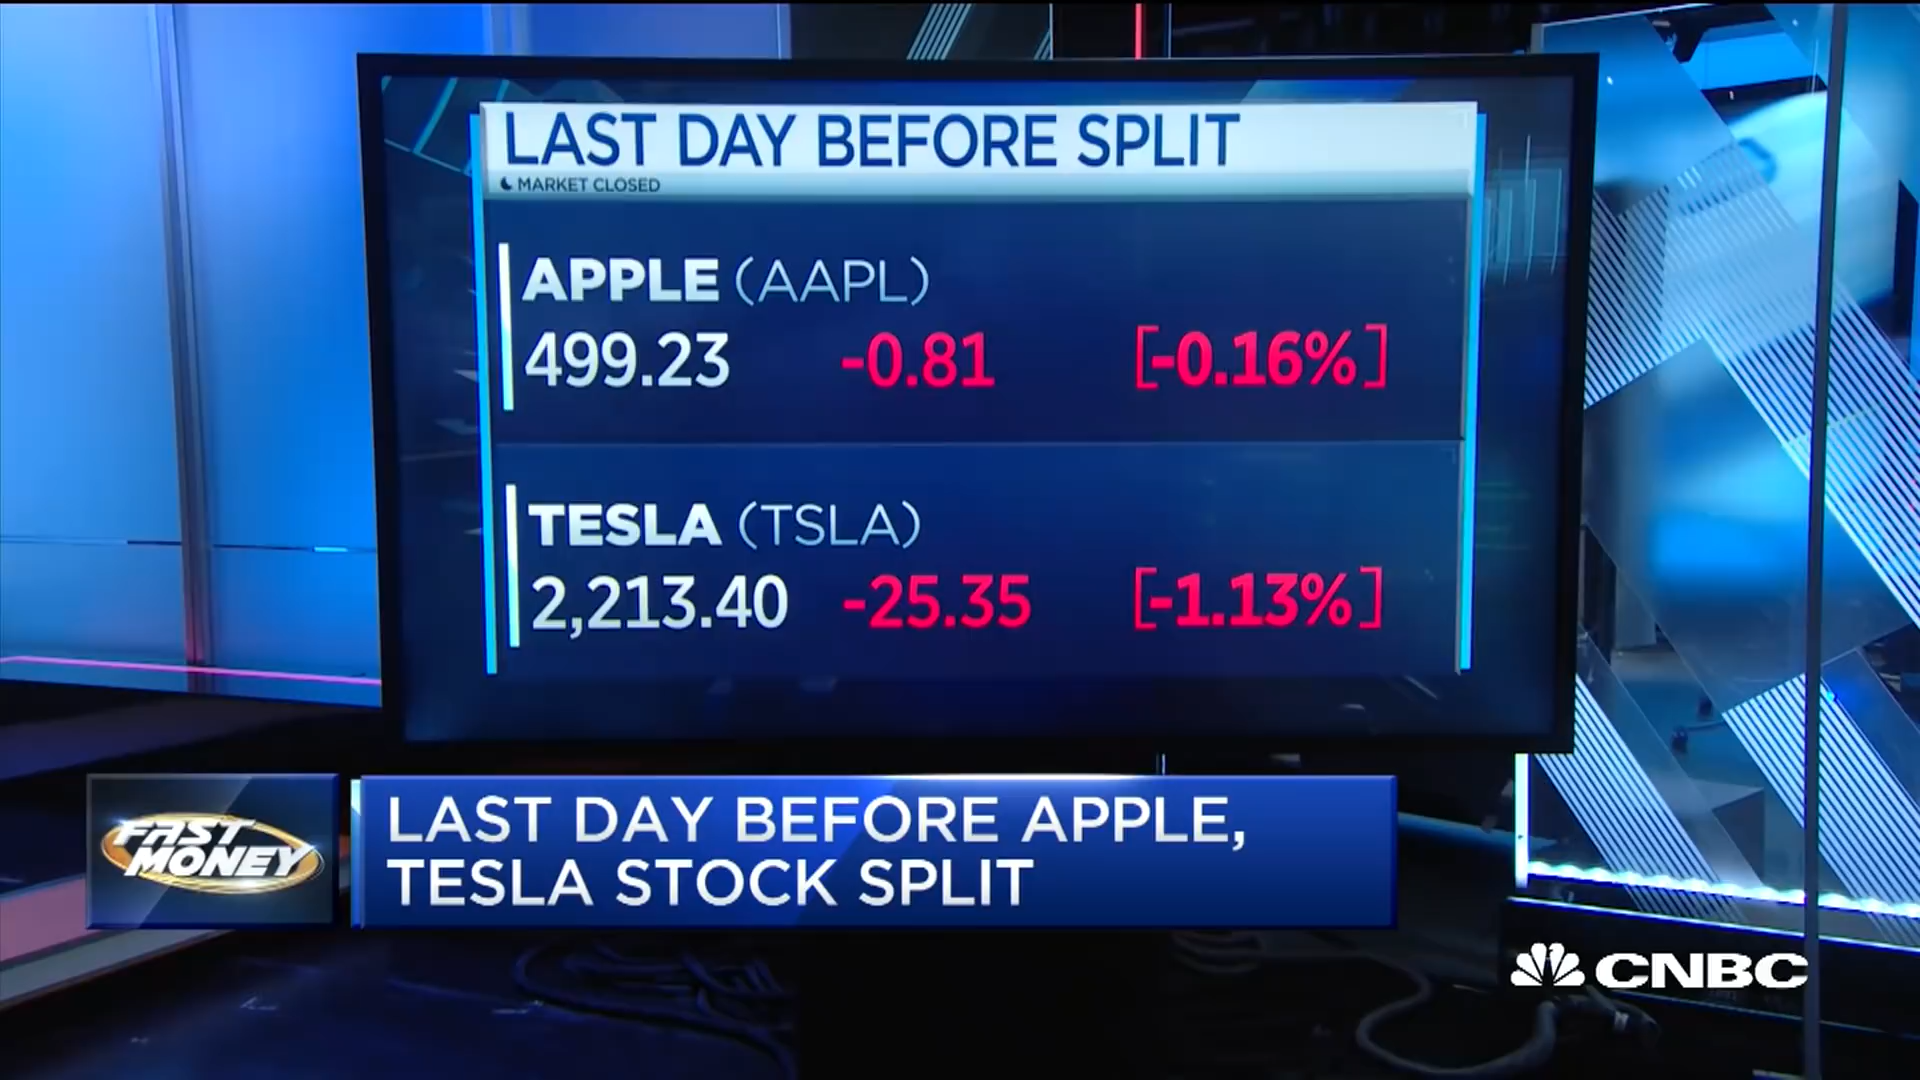 LAST DAY BEFORE SPLIT
MARKET CLOSED
APPLE (AAPL)
499.23 -0.81 [-0.16%]
TESLA (TSLA)
2,213.40 -25.35 [-1.13%]
FAST MONEY
LAST DAY BEFORE APPLE,
TESLA STOCK SPLIT
CNBC